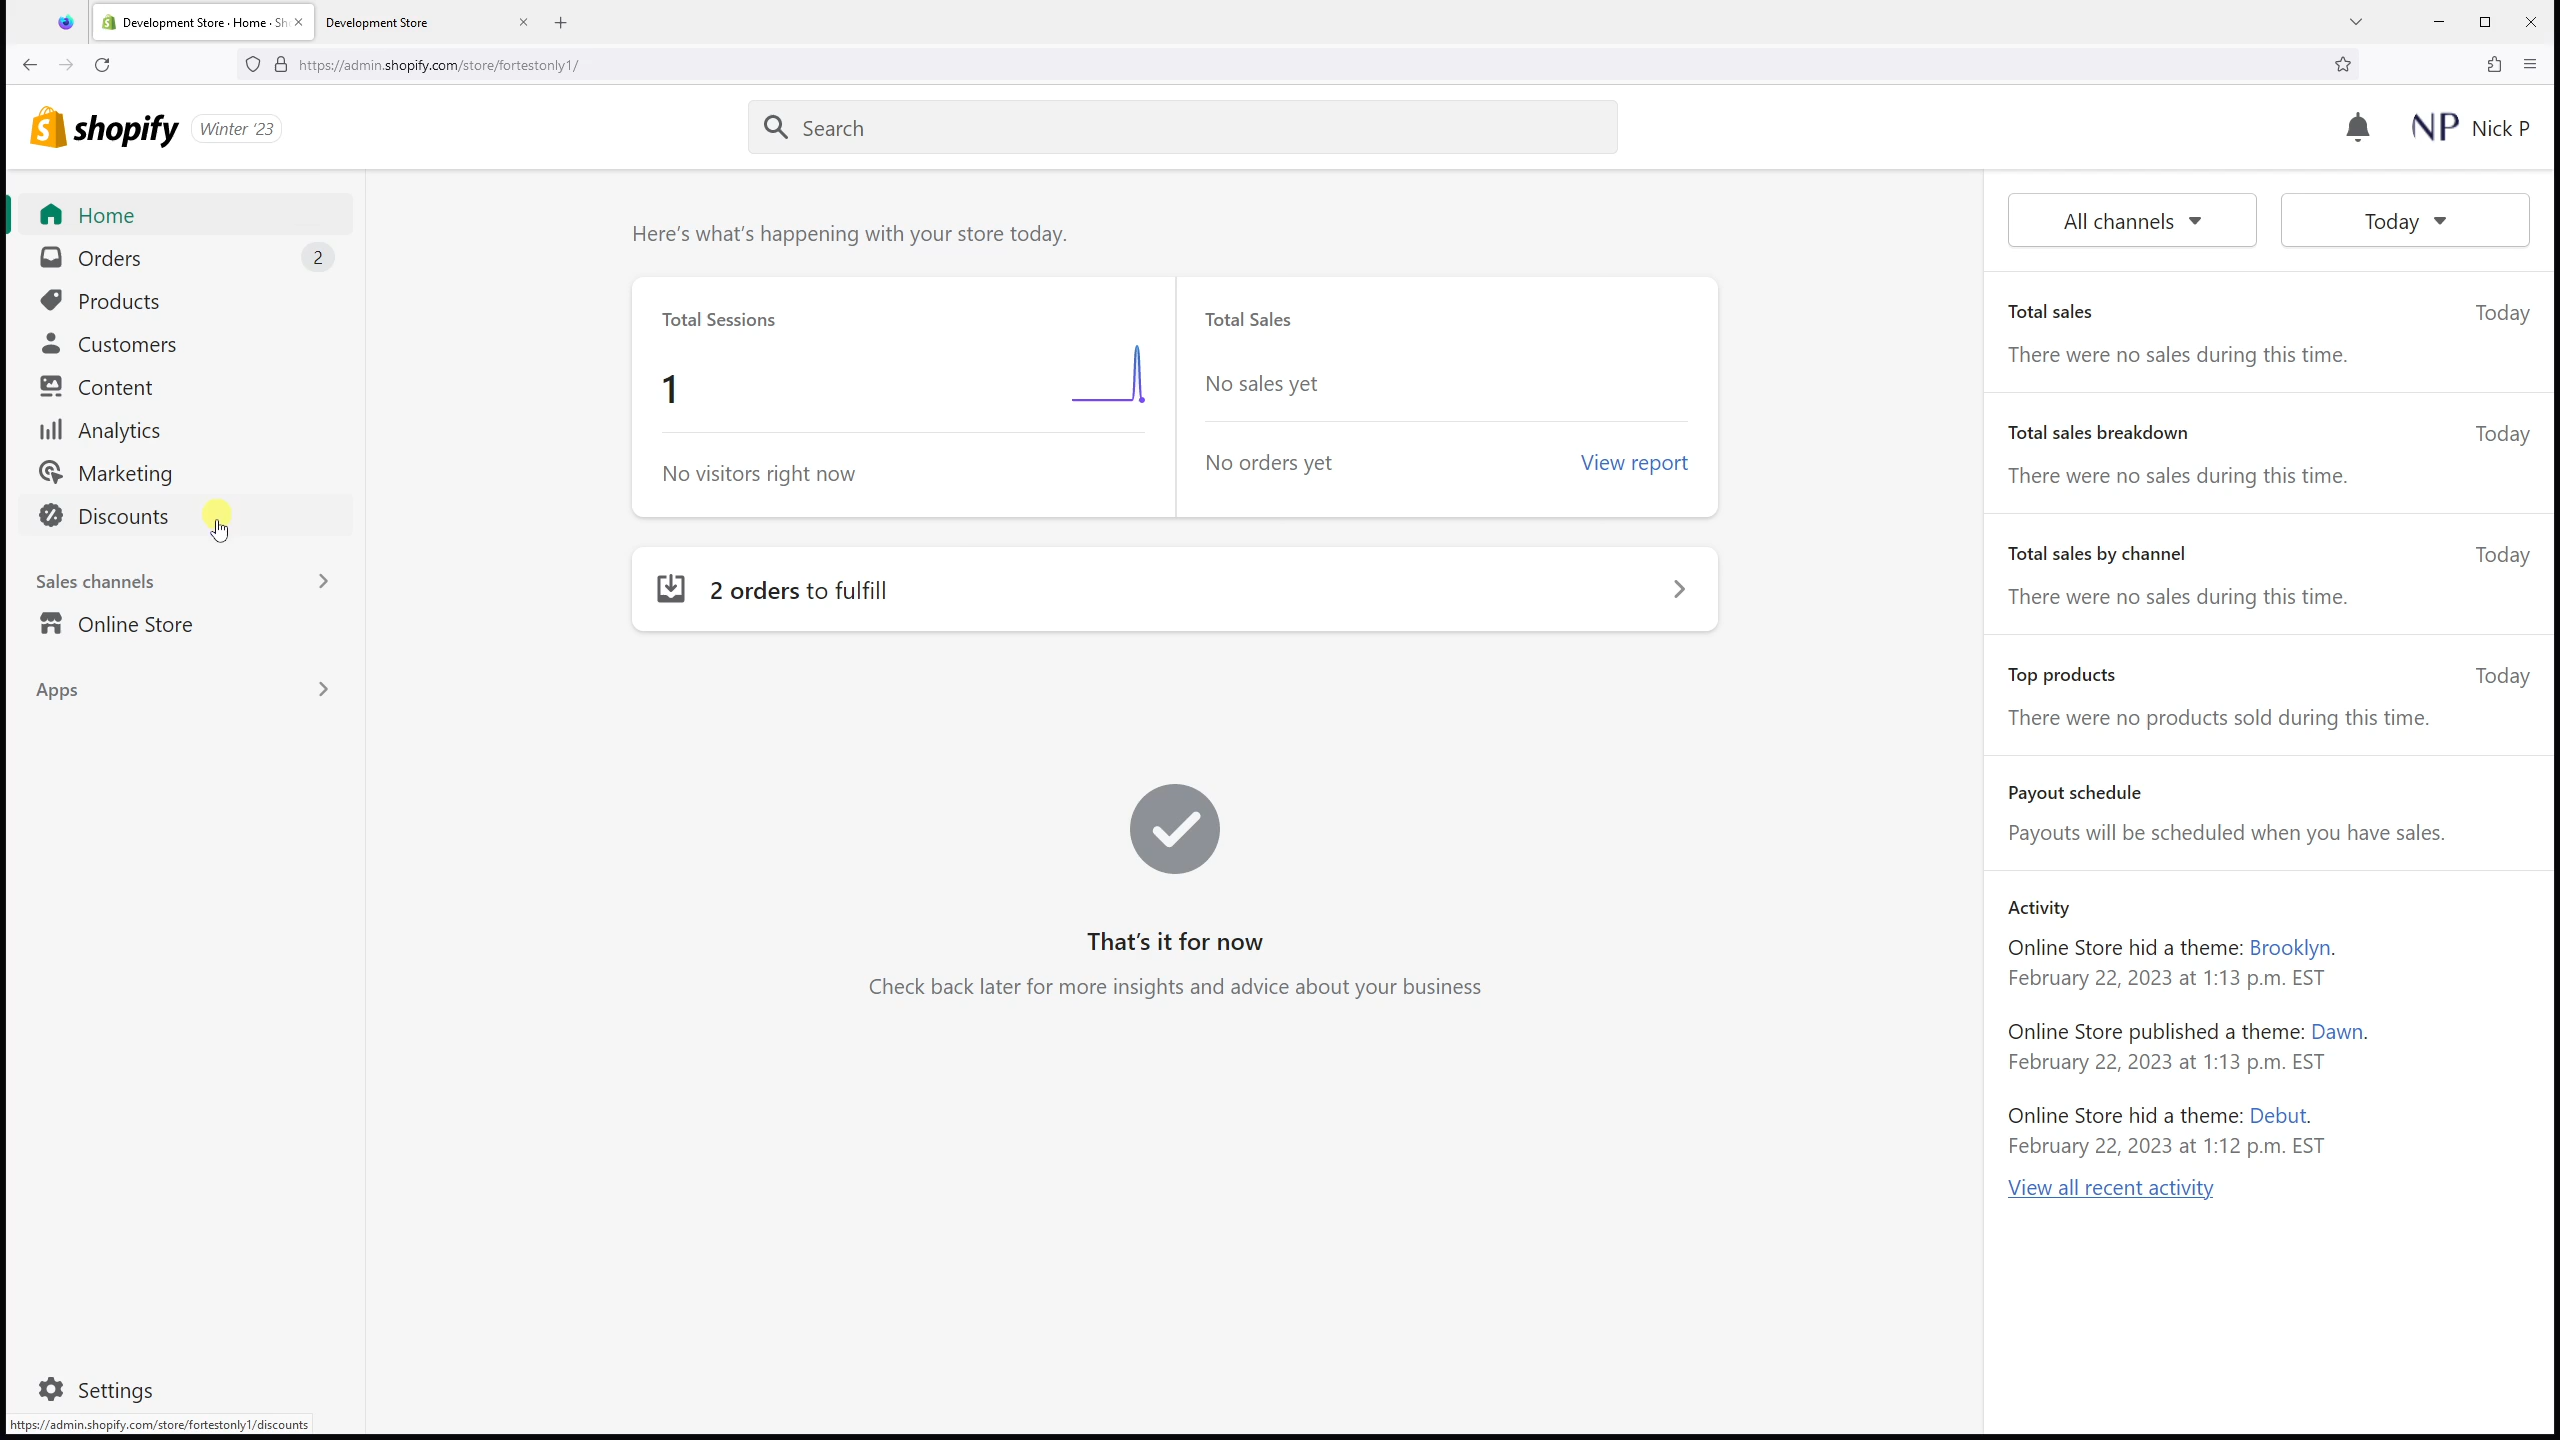 Development Store · Home · Sh
Development Store
https://admin.shopify.com/store/fortestonly1/
shopify
Winter '23
Search
NP
Nick P
Home
Orders
2
Products
Customers
Content
Analytics
Marketing
Discounts
Sales channels
Online Store
Apps
Settings
https://admin.shopify.com/store/fortestonly1/discounts
Here's what's happening with your store today.
Total Sessions
1
No visitors right now
Total Sales
No sales yet
No orders yet
View report
2 orders to fulfill
That's it for now
Check back later for more insights and advice about your business
All channels
Today
Total sales
Today
There were no sales during this time.
Total sales breakdown
Today
There were no sales during this time.
Total sales by channel
Today
There were no sales during this time.
Top products
Today
There were no products sold during this time.
Payout schedule
Payouts will be scheduled when you have sales.
Activity
Online Store hid a theme: Brooklyn.
February 22, 2023 at 1:13 p.m. EST
Online Store published a theme: Dawn.
February 22, 2023 at 1:13 p.m. EST
Online Store hid a theme: Debut.
February 22, 2023 at 1:12 p.m. EST
View all recent activity